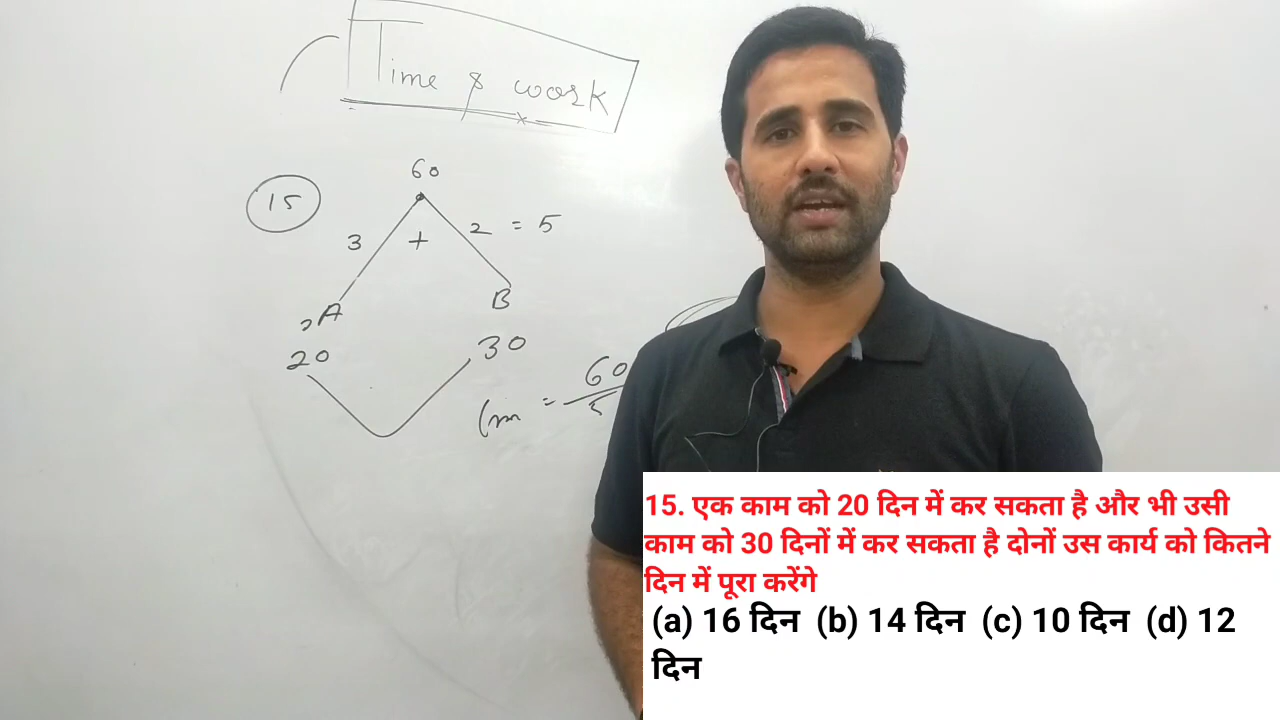 Time & work
60
15
3 + 2 = 5
A B
20 30
= 60
5
15. एक काम को 20 दिन में कर सकता है और भी उसी
काम को 30 दिनों में कर सकता है दोनों उस कार्य को कितने
दिन में पूरा करेंगे
(a) 16 दिन (b) 14 दिन (c) 10 दिन (d) 12
दिन